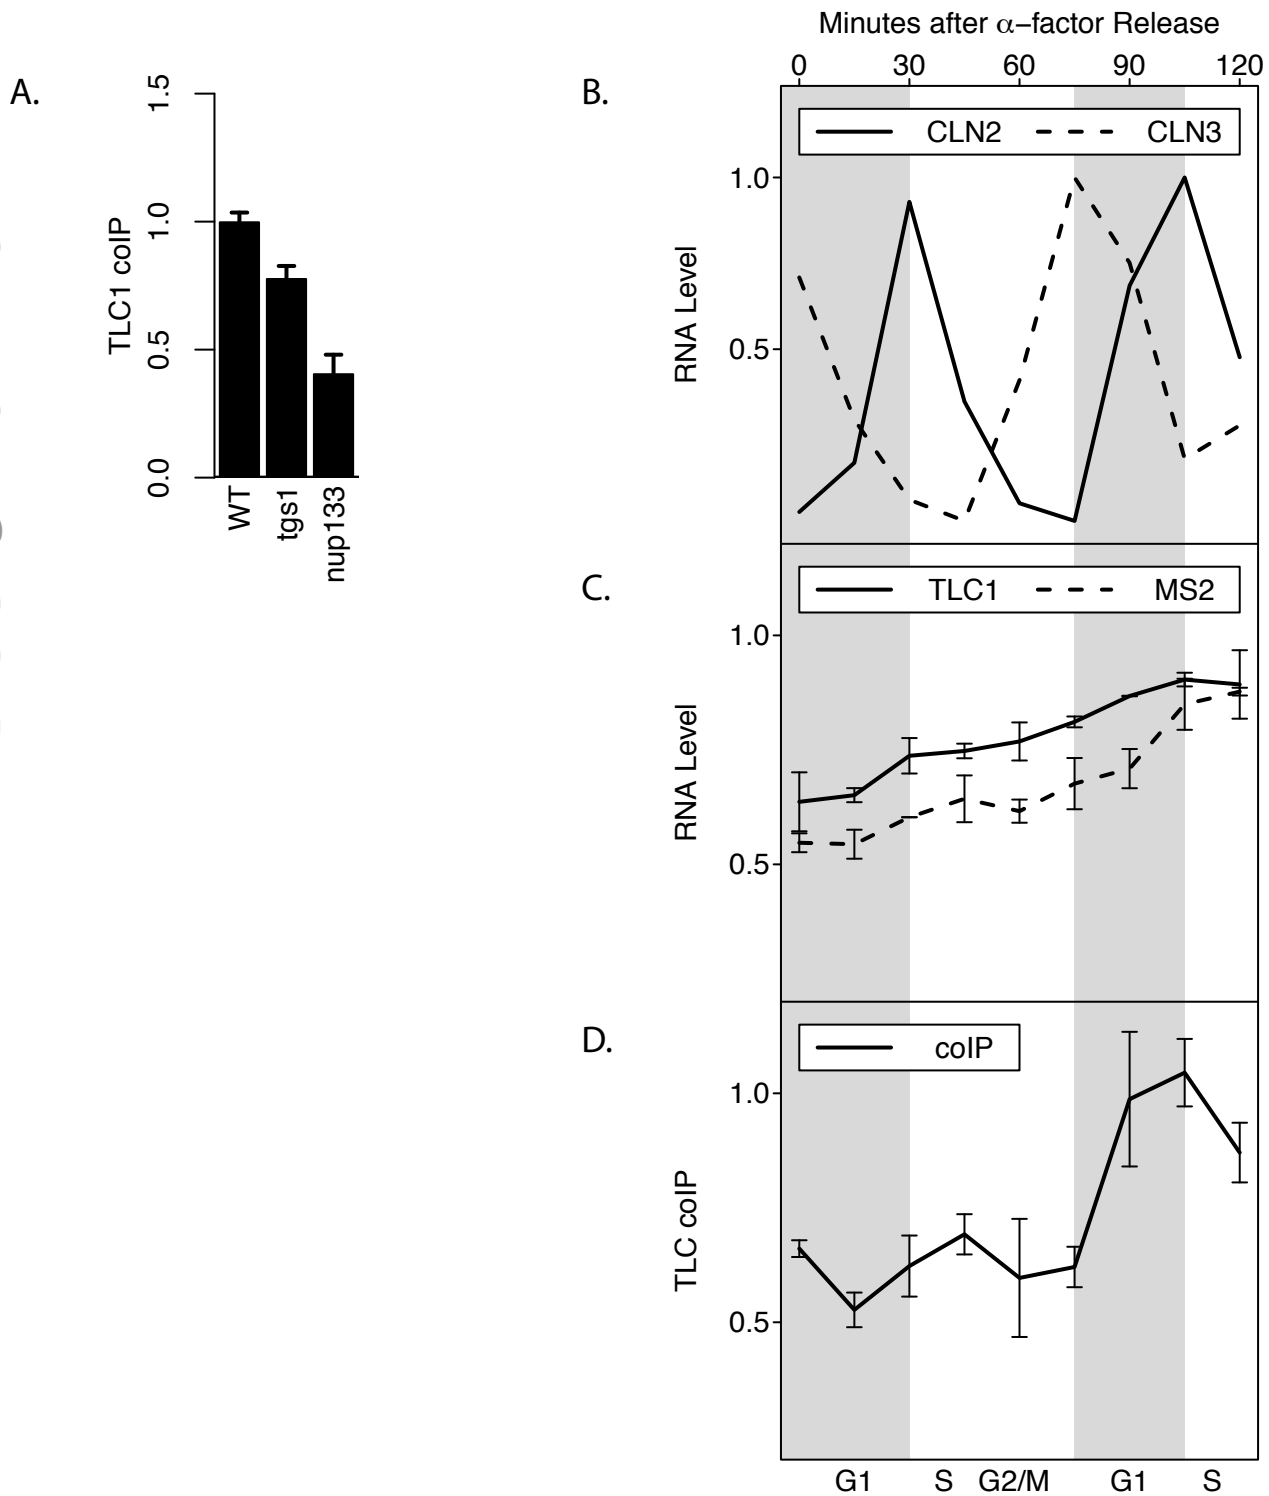 A.
TLC1 coIP
1.5
1.0
0.5
0.0
WT
tgs1
nup133
Minutes after α−factor Release
0 30 60 90 120
B.
CLN2 CLN3
RNA Level
1.0
0.5
C.
TLC1 MS2
RNA Level
1.0
0.5
D.
coIP
TLC coIP
1.0
0.5
G1 S G2/M G1 S